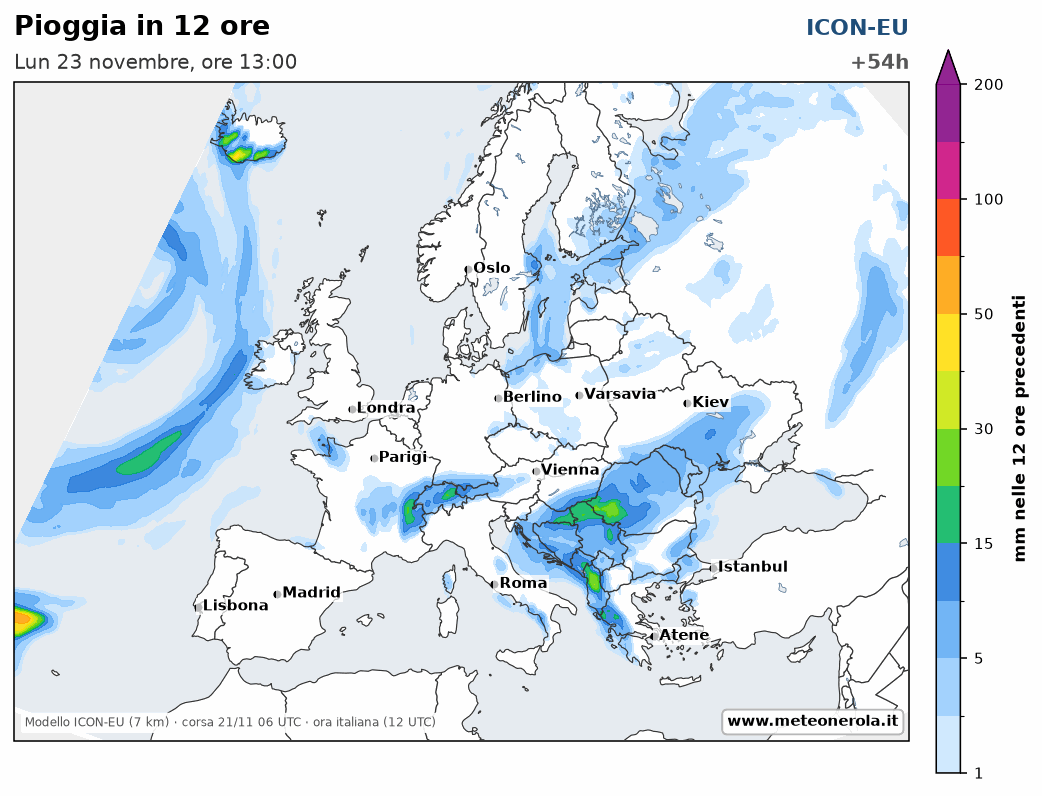 Pioggia in 12 ore
ICON-EU
Lun 23 novembre, ore 13:00
+54h
200
100
50
30
15
5
1
mm nelle 12 ore precedenti
Oslo
Londra
Berlino
Varsavia
Kiev
Parigi
Vienna
Istanbul
Roma
Madrid
Lisbona
Atene
Modello ICON-EU (7 km) · corsa 21/11 06 UTC · ora italiana (12 UTC)
www.meteonerola.it